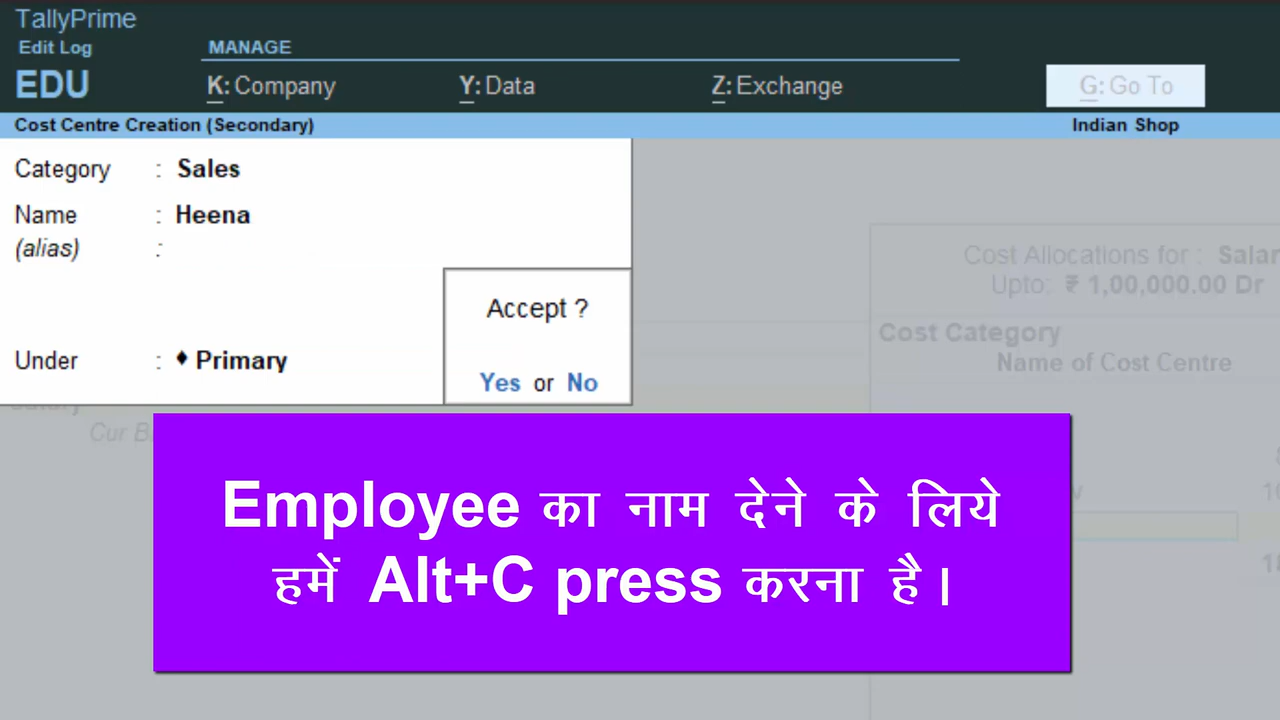 TallyPrime
Edit Log
MANAGE
EDU
K: Company
Y: Data
Z: Exchange
G: Go To
Cost Centre Creation (Secondary)
Indian Shop
Category : Sales
Name : Heena
(alias) :
Accept ?
Yes or No
Under : ♦ Primary
Cost Allocations for : Salar
Upto: ₹ 1,00,000.00 Dr
Cost Category
Name of Cost Centre
Cur B
Employee का नाम देने के लिये
हमें Alt+C press करना है।